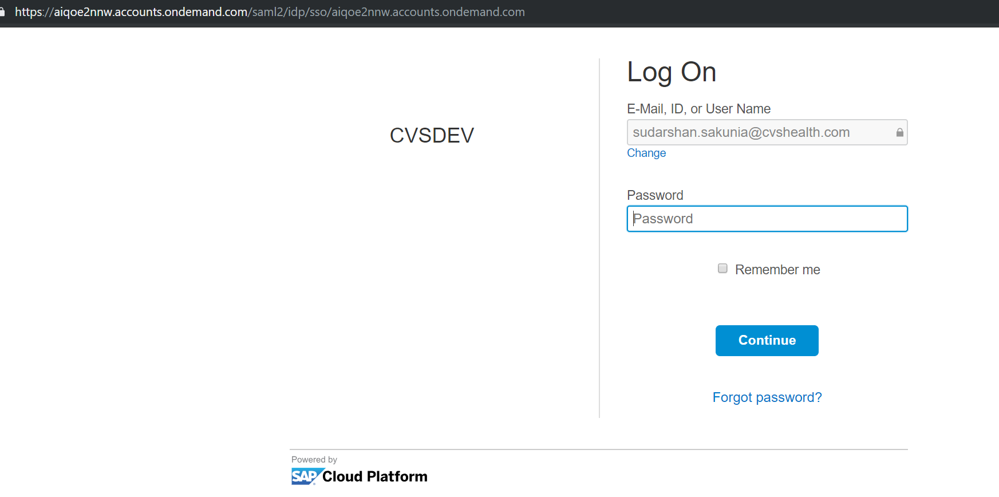 https://aiqoe2nnw.accounts.ondemand.com/saml2/idp/sso/aiqoe2nnw.accounts.ondemand.com
CVSDEV
Log On
E-Mail, ID, or User Name
sudarshan.sakunia@cvshealth.com
Change
Password
Password
Remember me
Continue
Forgot password?
Powered by
SAP Cloud Platform